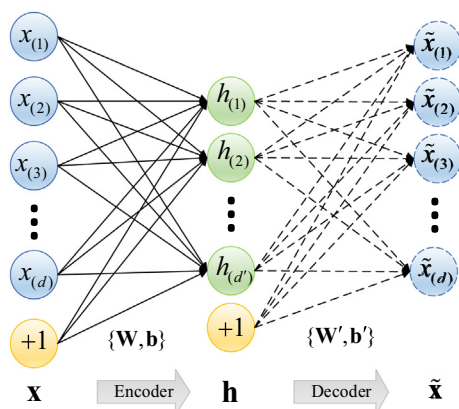 x(1) x̃(1)
x(2) h(1) x̃(2)
x(3) h(2) x̃(3)
x(d) h(d′) x̃(d)
+1 {W,b} +1 {W′,b′}
x Encoder h Decoder x̃